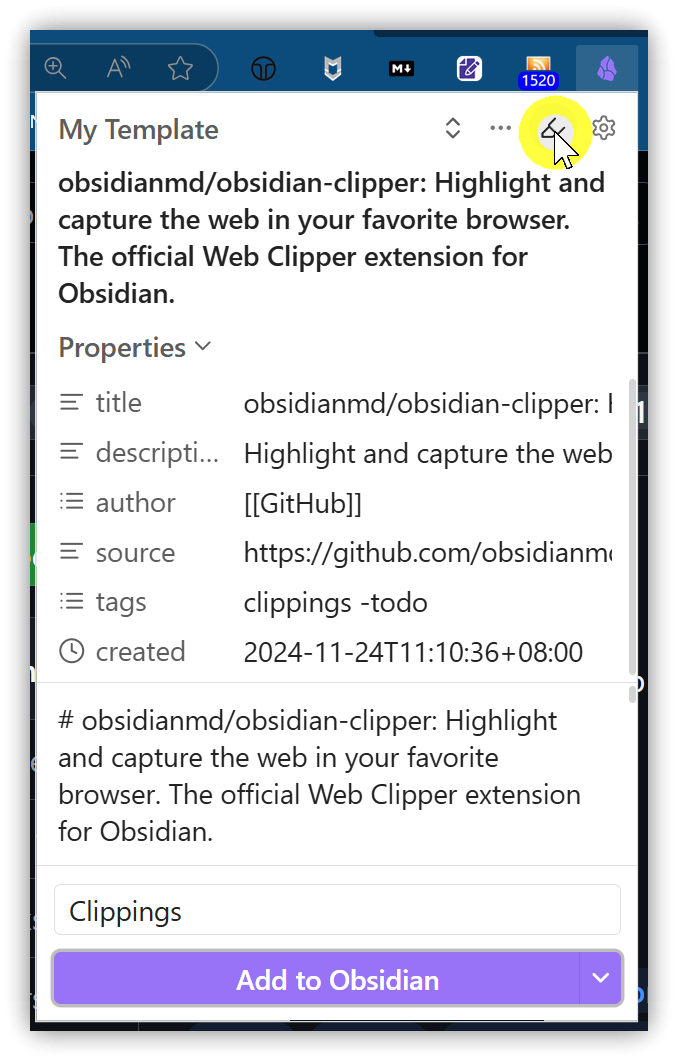 1520
My Template
obsidianmd/obsidian-clipper: Highlight and
capture the web in your favorite browser.
The official Web Clipper extension for
Obsidian.
Properties
title obsidianmd/obsidian-clipper:
descripti... Highlight and capture the web
author [[GitHub]]
source https://github.com/obsidianm
tags clippings -todo
created 2024-11-24T11:10:36+08:00
# obsidianmd/obsidian-clipper: Highlight
and capture the web in your favorite
browser. The official Web Clipper extension
for Obsidian.
Clippings
Add to Obsidian